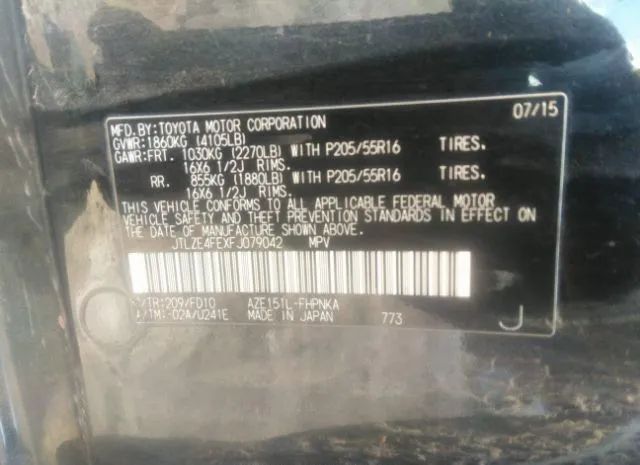 MFD. BY: TOYOTA MOTOR CORPORATION 07/15
GVWR: 1860KG (4105LB)
GAWR: FRT. 1030KG (2270LB) WITH P205/55R16 TIRES.
16X6 1/2J RIMS.
RR. 855KG (1880LB) WITH P205/55R16 TIRES.
16X6 1/2J RIMS.
THIS VEHICLE CONFORMS TO ALL APPLICABLE FEDERAL MOTOR
VEHICLE SAFETY AND THEFT PREVENTION STANDARDS IN EFFECT ON
THE DATE OF MANUFACTURE SHOWN ABOVE.
JTLZE4FEXFJ079042 MPV
/TR: 209/FD10 AZE151L-FHPNKA
A/TM: -02A/U241E MADE IN JAPAN 773 J